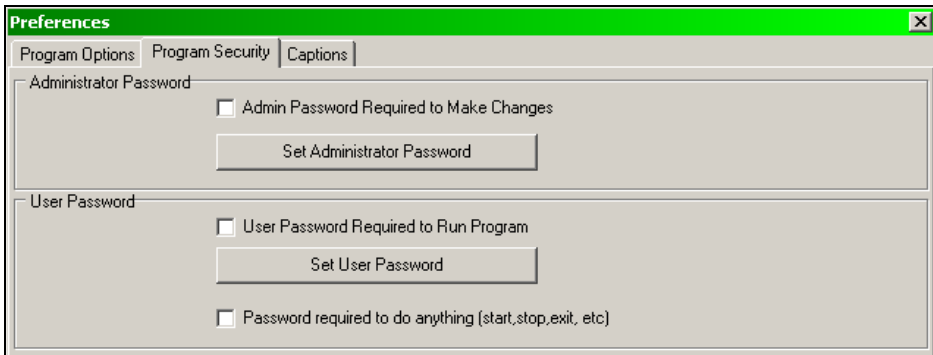 Preferences
Program Options Program Security Captions
Administrator Password
Admin Password Required to Make Changes
Set Administrator Password
User Password
User Password Required to Run Program
Set User Password
Password required to do anything (start,stop,exit, etc)